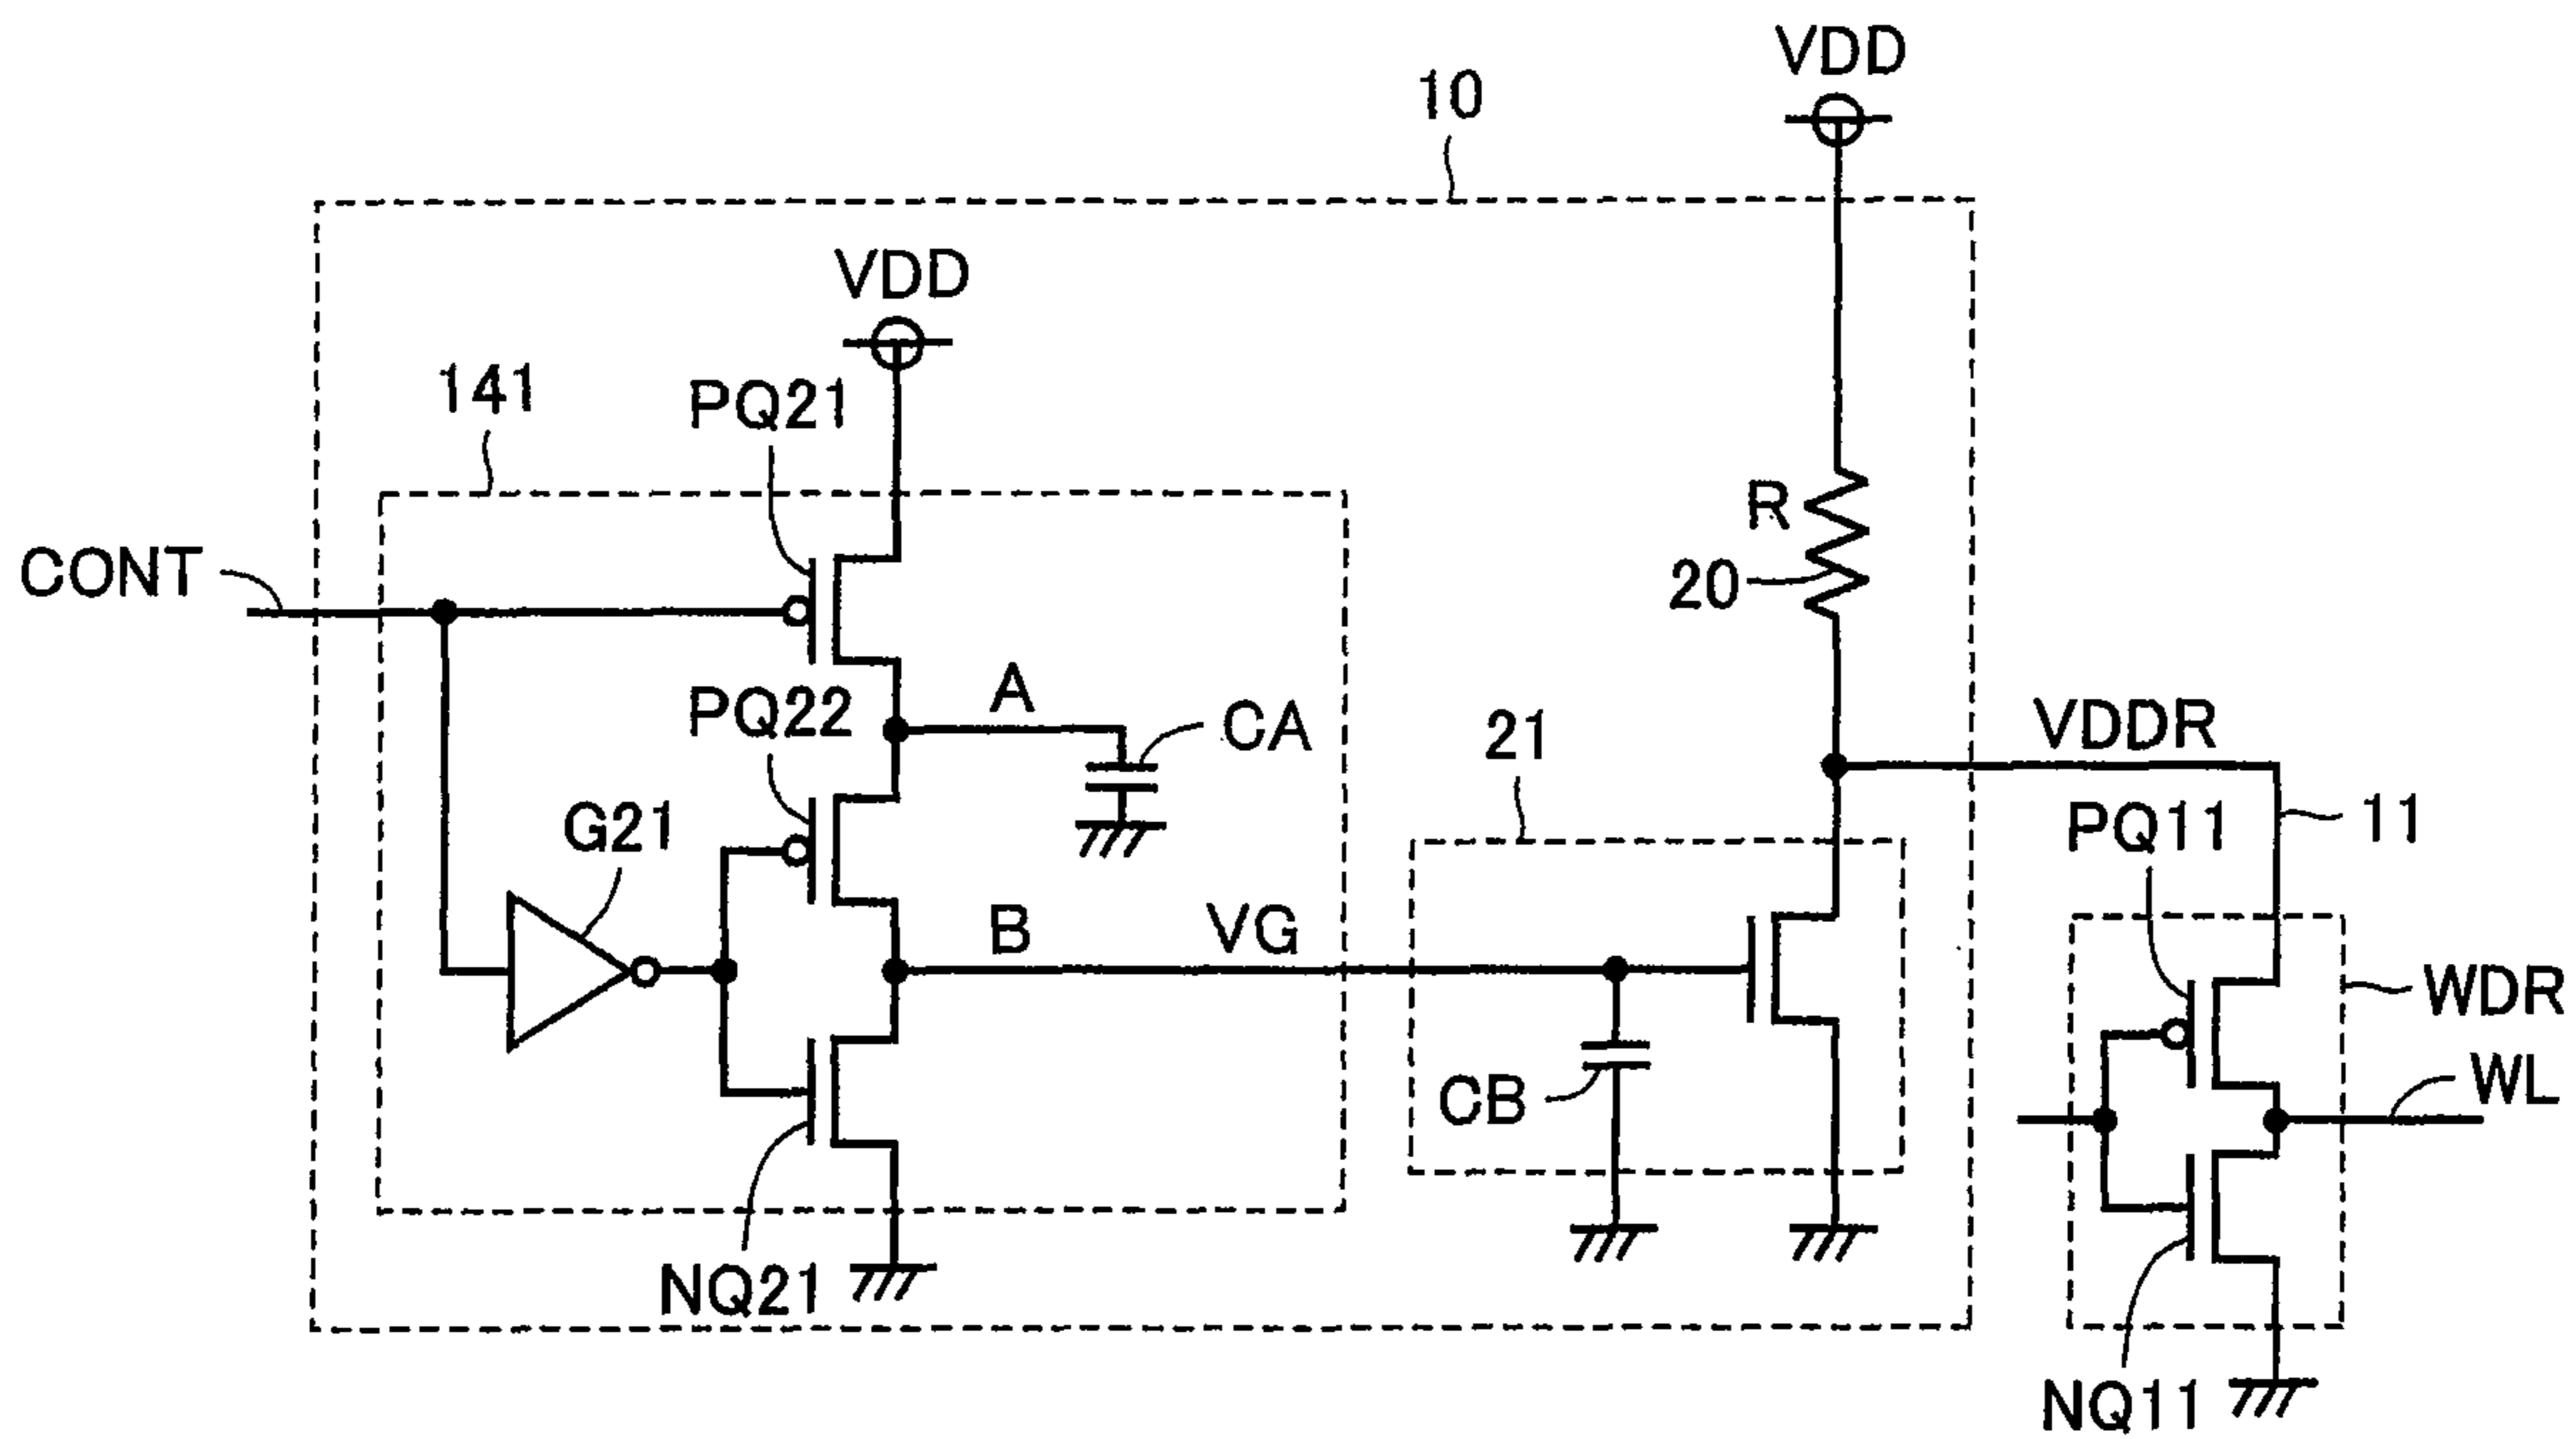 VDD
10
VDD
141
PQ21
R
CONT
20
PQ22
A
CA
21
VDDR
G21
PQ11
11
B
VG
WDR
CB
WL
NQ21
NQ11